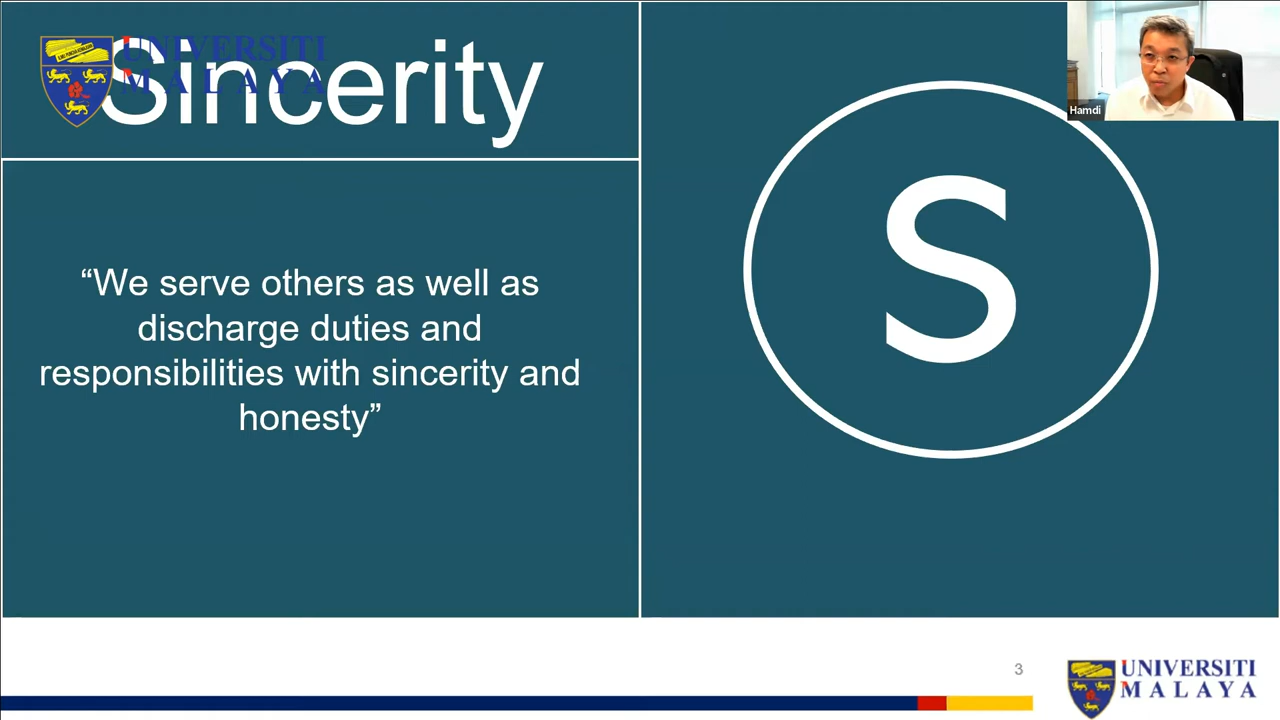 UNIVERSITI
MALAYA
Sincerity
Hamdi
S
“We serve others as well as
discharge duties and
responsibilities with sincerity and
honesty”
3
UNIVERSITI
MALAYA